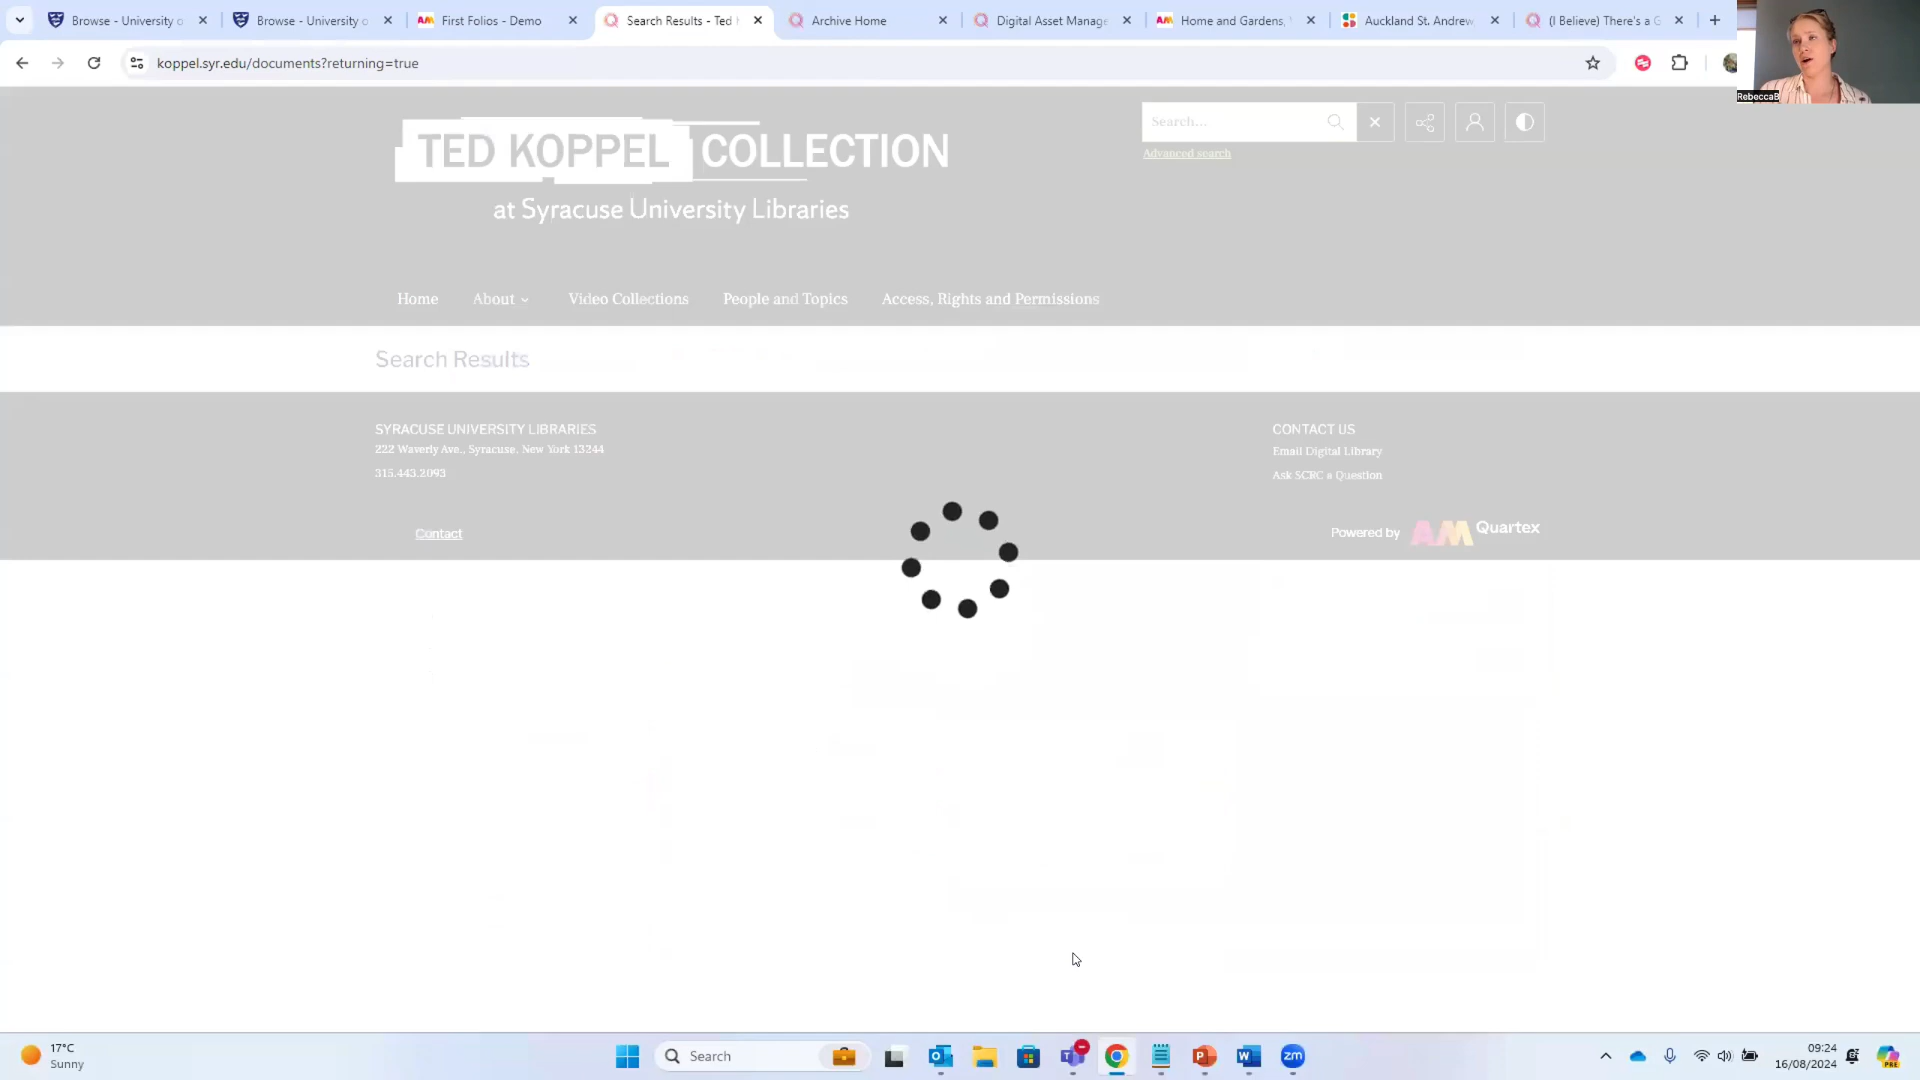 Browse - University o
Browse - University o
First Folios - Demo
Search Results - Ted
Archive Home
Digital Asset Manage
Home and Gardens,
Auckland St. Andrew
(I Believe) There's a G
koppel.syr.edu/documents?returning=true
RebeccaB
TED KOPPEL COLLECTION
at Syracuse University Libraries
Search...
Advanced search
Home
About
Video Collections
People and Topics
Access, Rights and Permissions
Search Results
SYRACUSE UNIVERSITY LIBRARIES
222 Waverly Ave., Syracuse, New York 13244
315.443.2093
CONTACT US
Email Digital Library
Ask SCRC a Question
Contact
Powered by AM Quartex
17°C
Sunny
Search
zm
09:24
16/08/2024
PRE